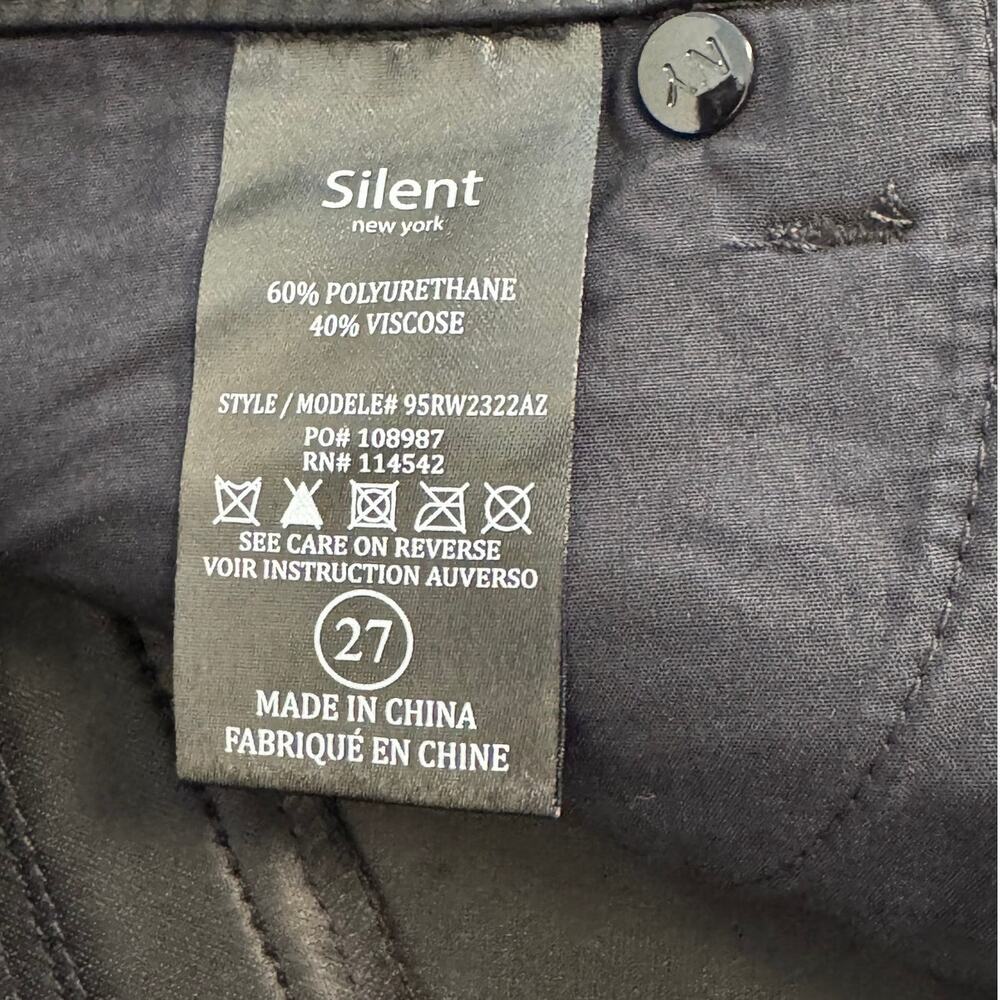 Silent
new york
60% POLYURETHANE
40% VISCOSE
STYLE / MODELE# 95RW2322AZ
PO# 108987
RN# 114542
SEE CARE ON REVERSE
VOIR INSTRUCTION AUVERSO
27
MADE IN CHINA
FABRIQUÉ EN CHINE